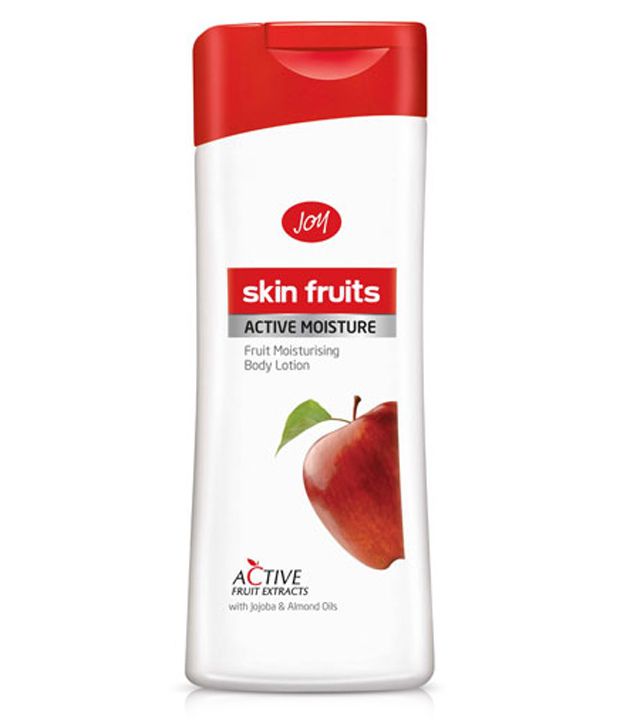 Joy
skin fruits
ACTIVE MOISTURE
Fruit Moisturising
Body Lotion
ACTIVE
FRUIT EXTRACTS
with Jojoba & Almond Oils